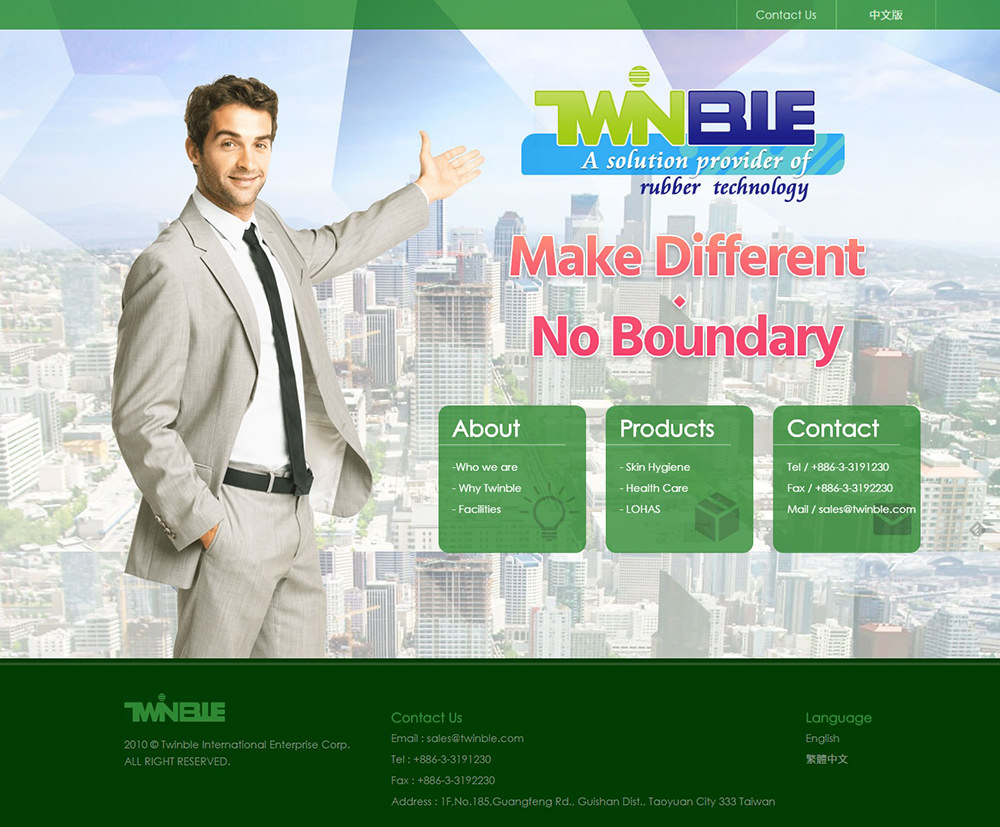 Contact Us
中文版
TWINBLE
A solution provider of
rubber technology
Make Different
No Boundary
About
-Who we are
- Why Twinble
- Facilities
Products
- Skin Hygiene
- Health Care
- LOHAS
Contact
Tel / +886-3-3191230
Fax / +886-3-3192230
Mail / sales@twinble.com
TWINBLE
2010 © Twinble International Enterprise Corp.
ALL RIGHT RESERVED.
Contact Us
Email : sales@twinble.com
Tel : +886-3-3191230
Fax : +886-3-3192230
Address : 1F,No.185,Guangfeng Rd., Guishan Dist., Taoyuan City 333 Taiwan
Language
English
繁體中文